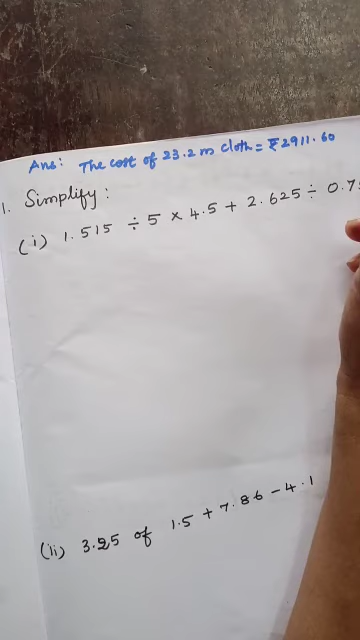 Ans: The cost of 23.2 m cloth = ₹2911.60
1. Simplify:
(i) 1.515 ÷ 5 × 4.5 + 2.625 ÷ 0.7
(ii) 3.25 of 1.5 + 7.86 - 4.1